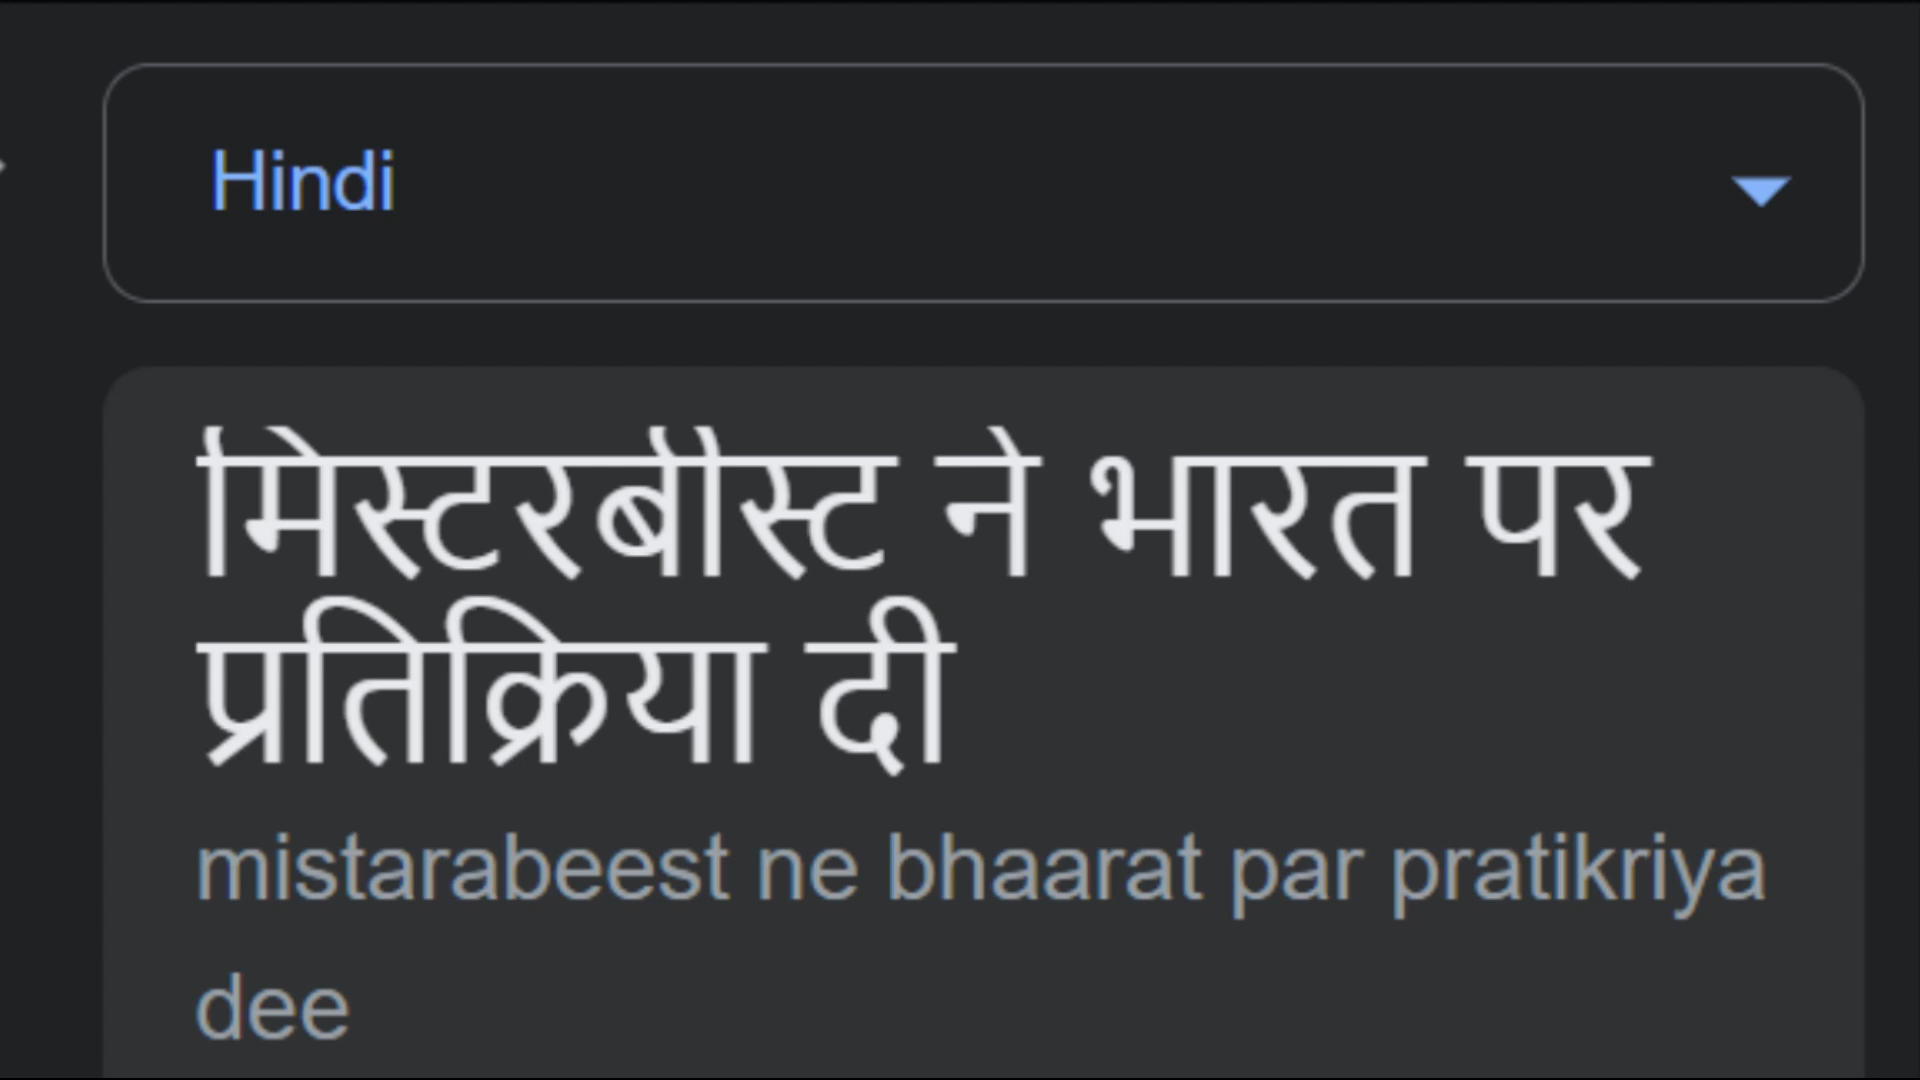 Hindi
मिस्टरबीस्ट ने भारत पर
प्रतिक्रिया दी
mistarabeest ne bhaarat par pratikriya
dee